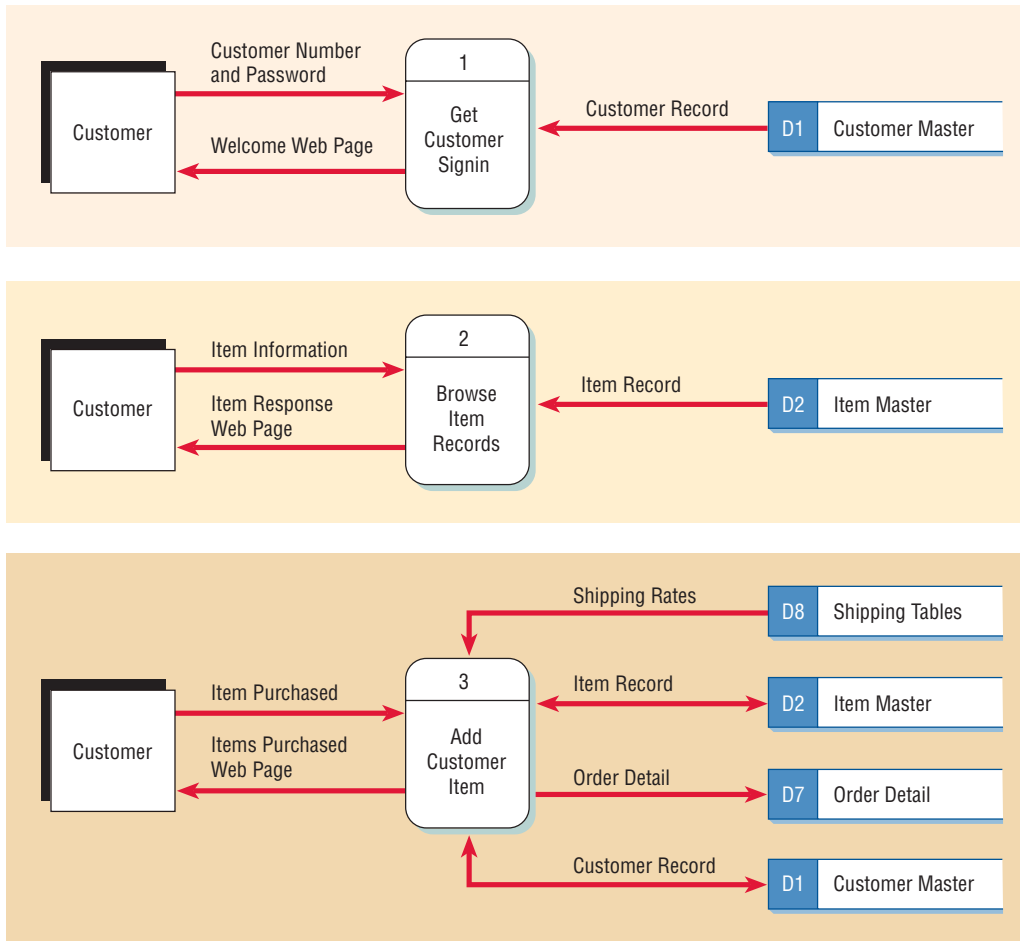 Customer
Customer Number
and Password
Welcome Web Page
1
Get
Customer
Signin
Customer Record
D1 Customer Master
Customer
Item Information
Item Response
Web Page
2
Browse
Item
Records
Item Record
D2 Item Master
Customer
Item Purchased
Items Purchased
Web Page
3
Add
Customer
Item
Shipping Rates
D8 Shipping Tables
Item Record
D2 Item Master
Order Detail
D7 Order Detail
Customer Record
D1 Customer Master